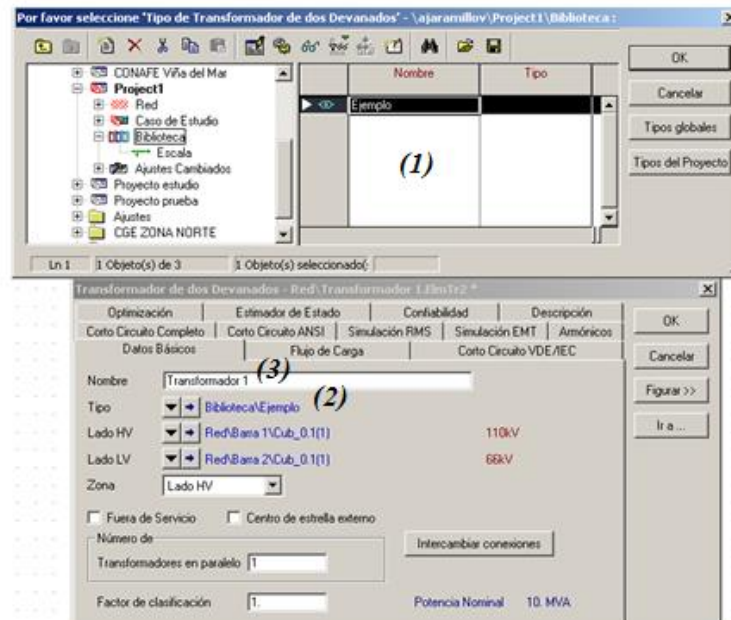 Por favor seleccione 'Tipo de Transformador de dos Devanados' - \ajaramillov\Project1\Biblioteca :
CONAFE Viña del Mar
Project1
Red
Caso de Estudio
Biblioteca
Escala
Ajustes Cambiados
Proyecto estudio
Proyecto prueba
Ajustes
CGE ZONA NORTE
Nombre Tipo
Ejemplo
(1)
OK
Cancelar
Tipos globales
Tipos del Proyecto
Ln 1 1 Objeto(s) de 3 1 Objeto(s) seleccionado(
Transformador de dos Devanados - Red\Transformador 1.ElmTr2 *
Optimización Estimador de Estado Confiabilidad Descripción
Corto Circuito Completo Corto Circuito ANSI Simulación RMS Simulación EMT Armónicos
Datos Básicos Flujo de Carga Corto Circuito VDE/IEC
Nombre Transformador 1 (3)
Tipo Biblioteca\Ejemplo (2)
Lado HV Red\Barra 1\Cub_0.1(1) 110kV
Lado LV Red\Barra 2\Cub_0.1(1) 66kV
Zona Lado HV
Fuera de Servicio Centro de estrella externo
Número de
Transformadores en paralelo 1
Intercambiar conexiones
Factor de clasificación 1. Potencia Nominal 10. MVA
OK
Cancelar
Figurar >>
Ir a ...